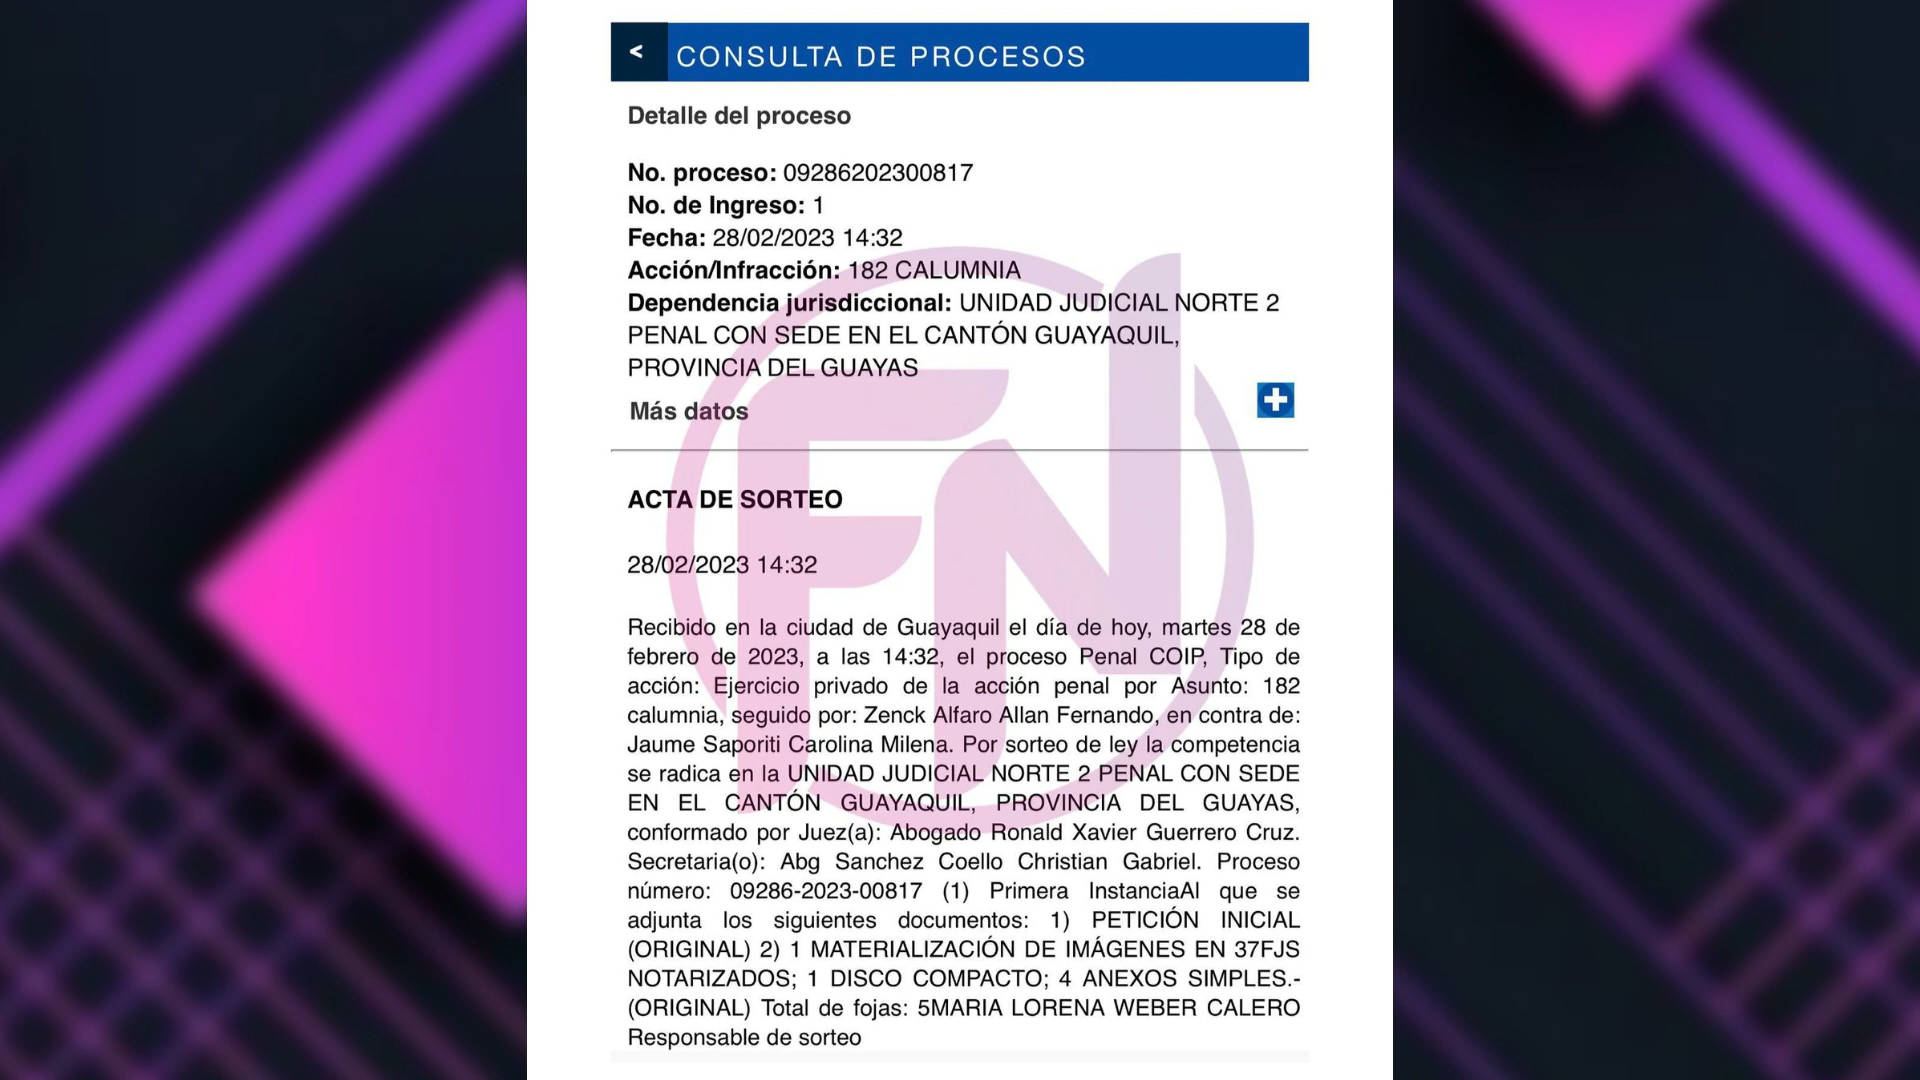 < CONSULTA DE PROCESOS
Detalle del proceso
No. proceso: 09286202300817
No. de Ingreso: 1
Fecha: 28/02/2023 14:32
Acción/Infracción: 182 CALUMNIA
Dependencia jurisdiccional: UNIDAD JUDICIAL NORTE 2
PENAL CON SEDE EN EL CANTÓN GUAYAQUIL,
PROVINCIA DEL GUAYAS
Más datos
FN
ACTA DE SORTEO
28/02/2023 14:32
Recibido en la ciudad de Guayaquil el día de hoy, martes 28 de
febrero de 2023, a las 14:32, el proceso Penal COIP, Tipo de
acción: Ejercicio privado de la acción penal por Asunto: 182
calumnia, seguido por: Zenck Alfaro Allan Fernando, en contra de:
Jaume Saporiti Carolina Milena. Por sorteo de ley la competencia
se radica en la UNIDAD JUDICIAL NORTE 2 PENAL CON SEDE
EN EL CANTÓN GUAYAQUIL, PROVINCIA DEL GUAYAS,
conformado por Juez(a): Abogado Ronald Xavier Guerrero Cruz.
Secretaria(o): Abg Sanchez Coello Christian Gabriel. Proceso
número: 09286-2023-00817 (1) Primera InstanciaAl que se
adjunta los siguientes documentos: 1) PETICIÓN INICIAL
(ORIGINAL) 2) 1 MATERIALIZACIÓN DE IMÁGENES EN 37FJS
NOTARIZADOS; 1 DISCO COMPACTO; 4 ANEXOS SIMPLES.-
(ORIGINAL) Total de fojas: 5MARIA LORENA WEBER CALERO
Responsable de sorteo